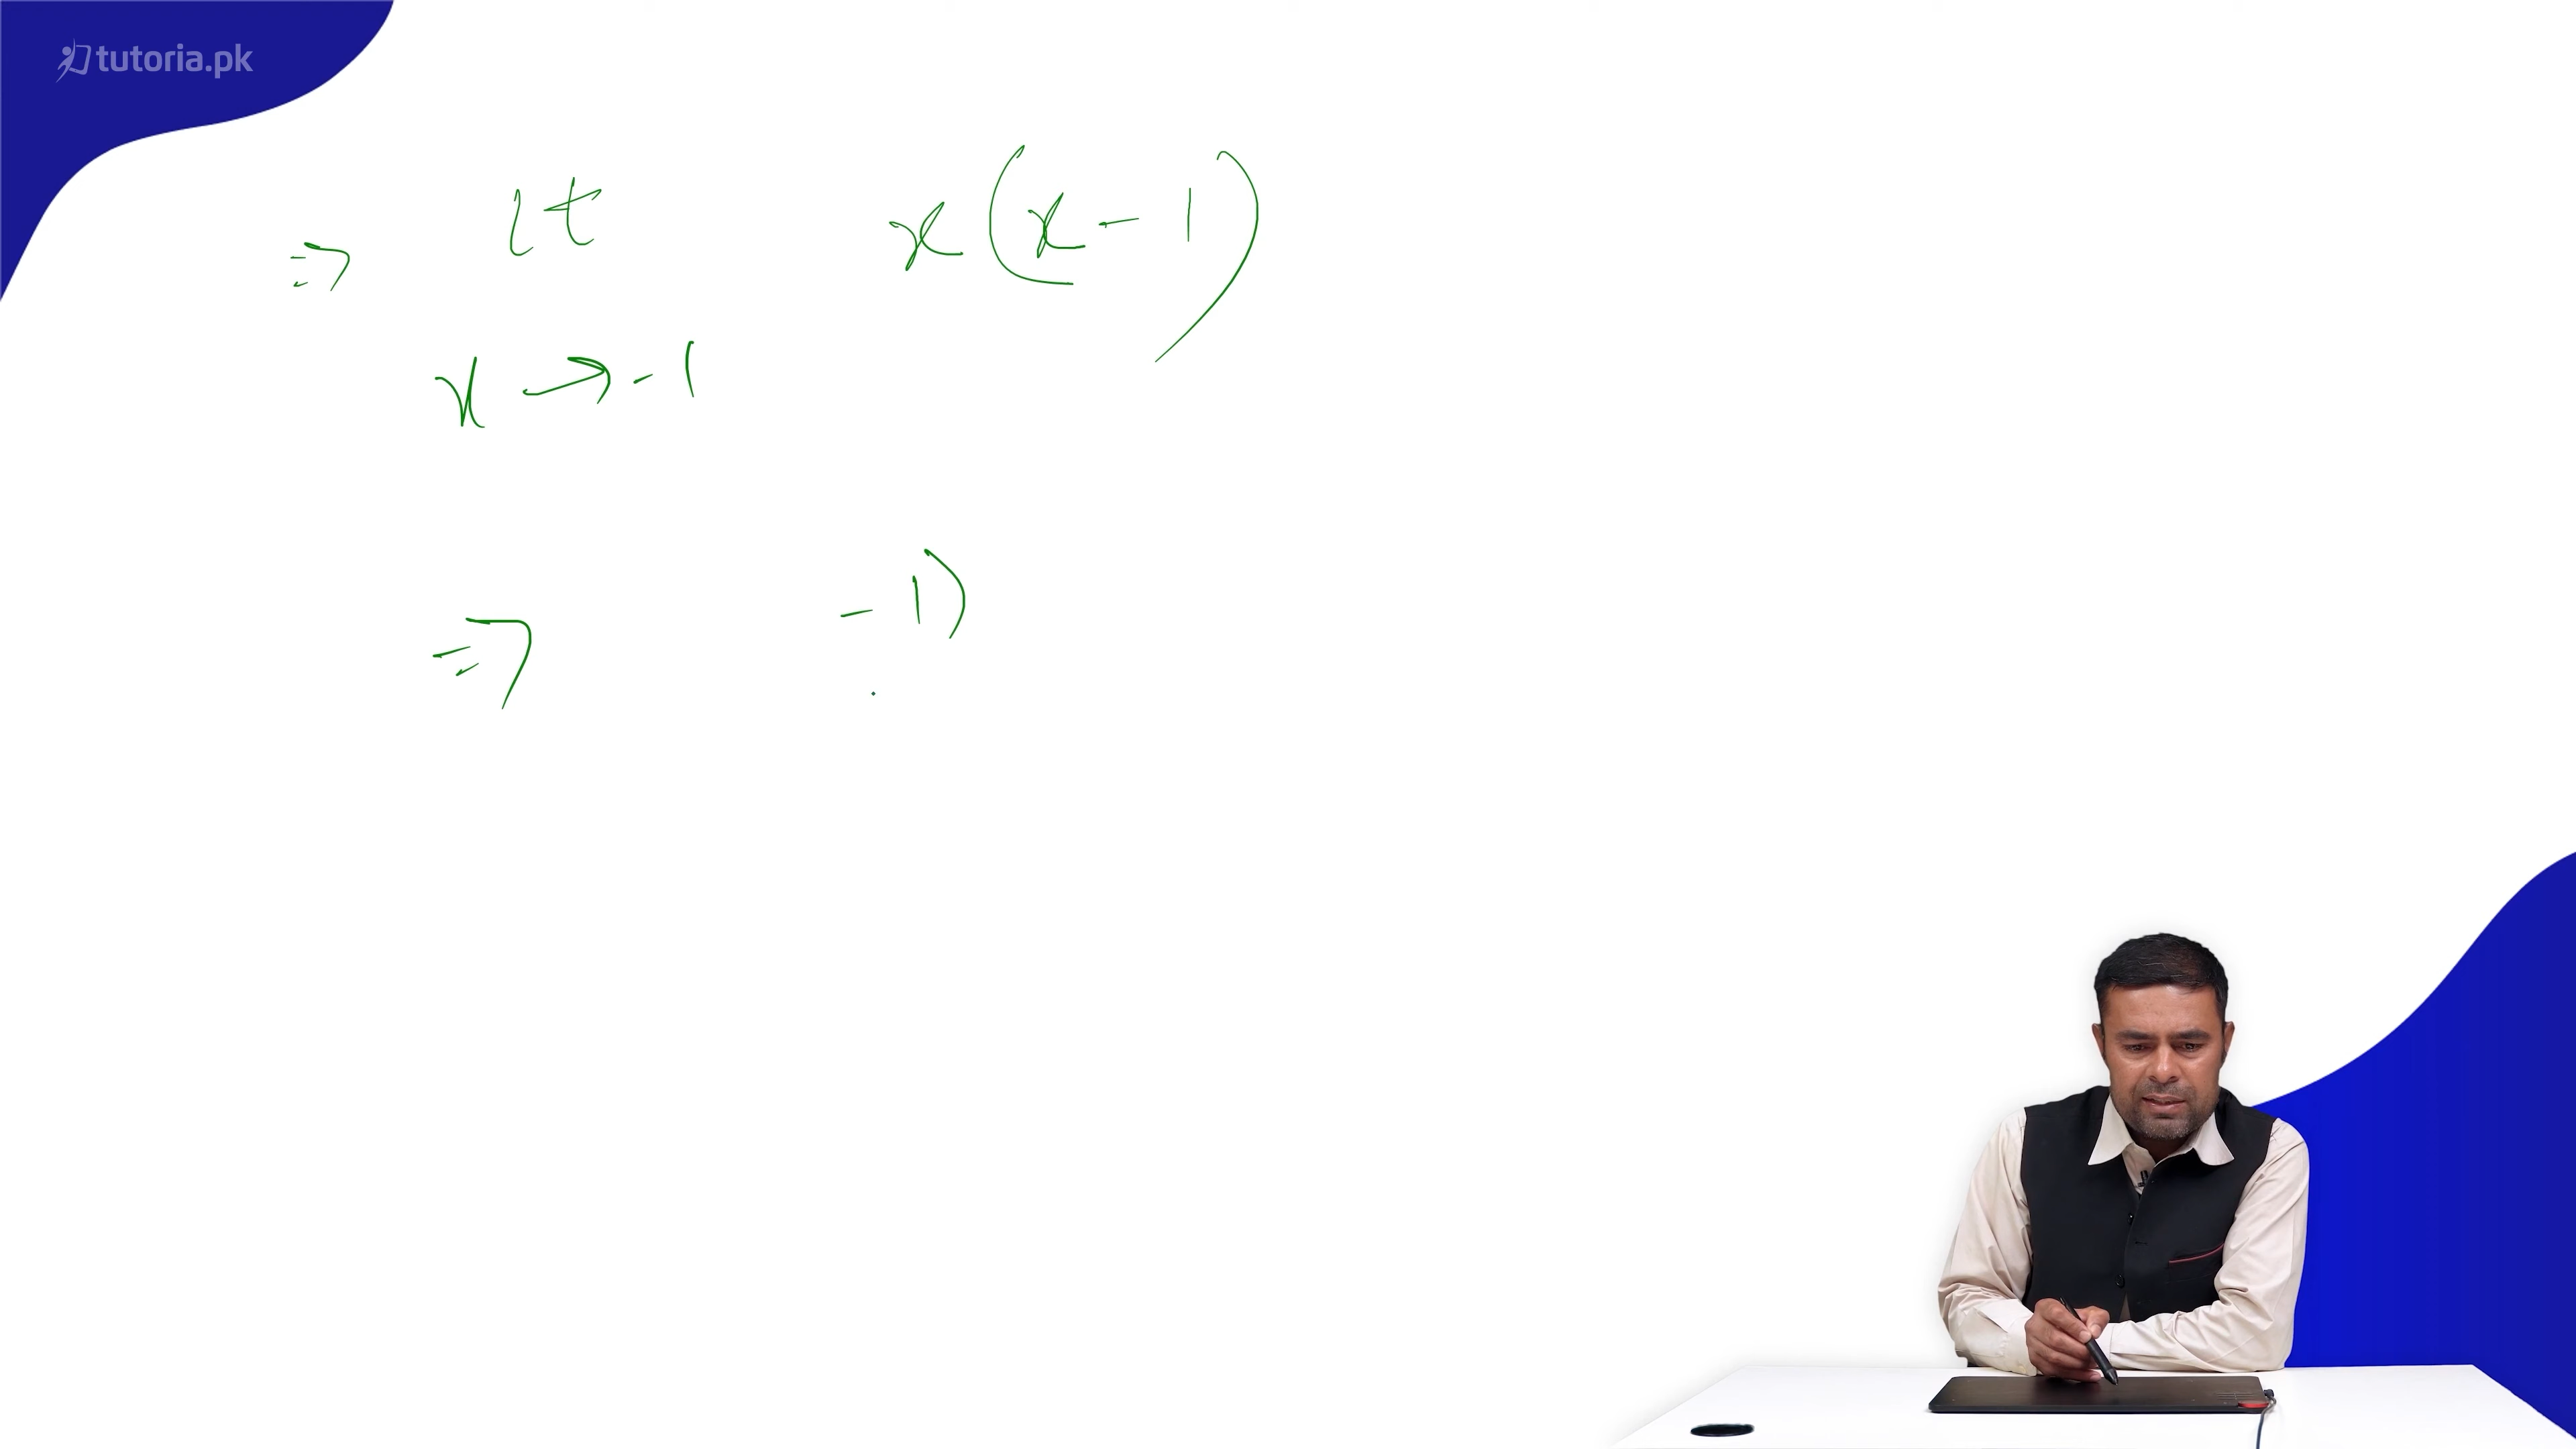 tutoria.pk
⇒ lt x(x-1)
x→-1
⇒ -1)